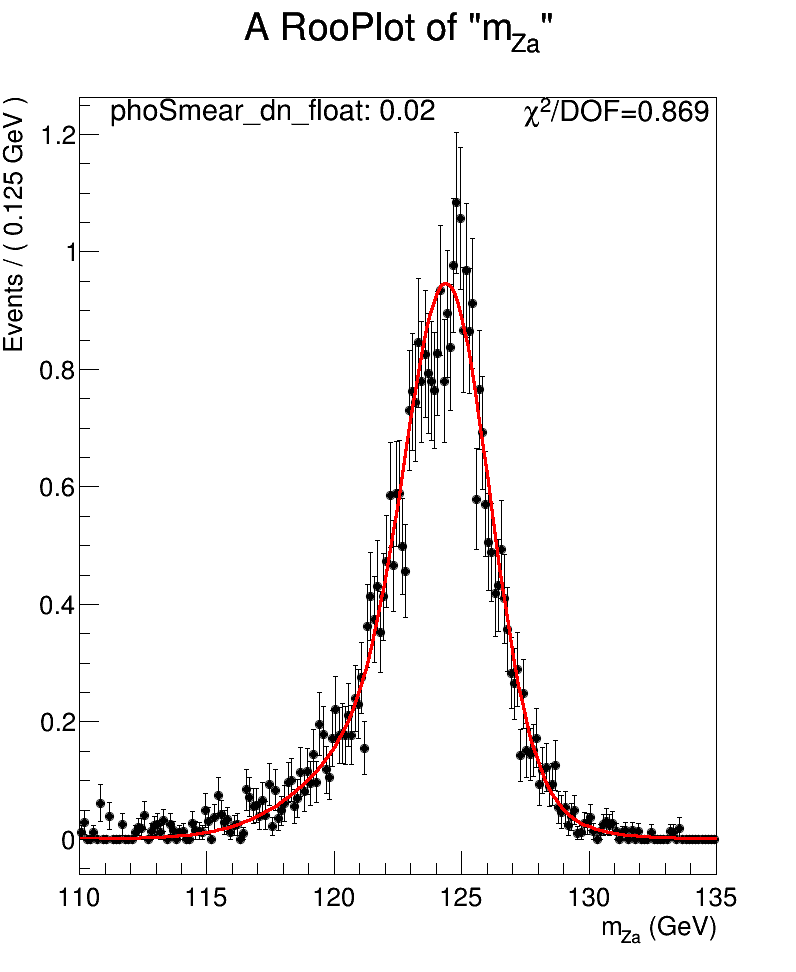 A RooPlot of "m_Za"
phoSmear_dn_float: 0.02 χ²/DOF=0.869
Events / ( 0.125 GeV )
1.2
1
0.8
0.6
0.4
0.2
0
110 115 120 125 130 135
m_Za (GeV)